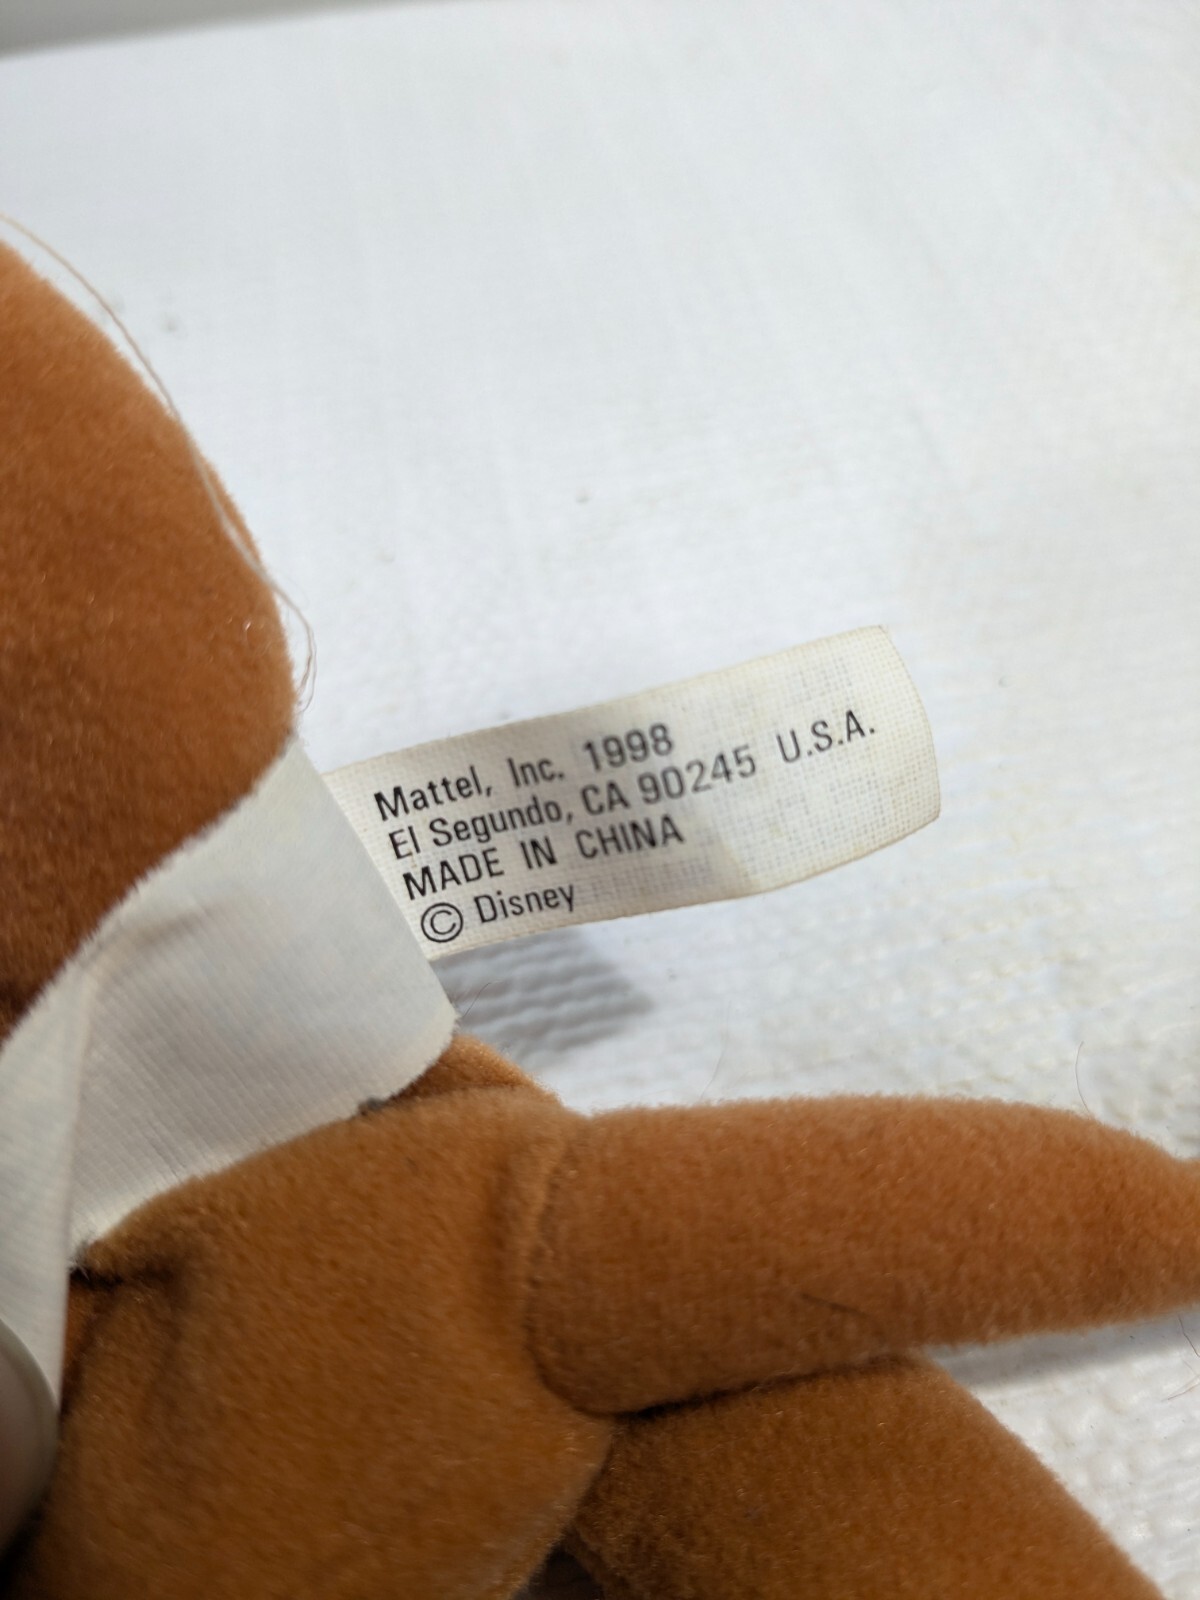 Mattel, Inc. 1998
El Segundo, CA 90245 U.S.A.
MADE IN CHINA
© Disney